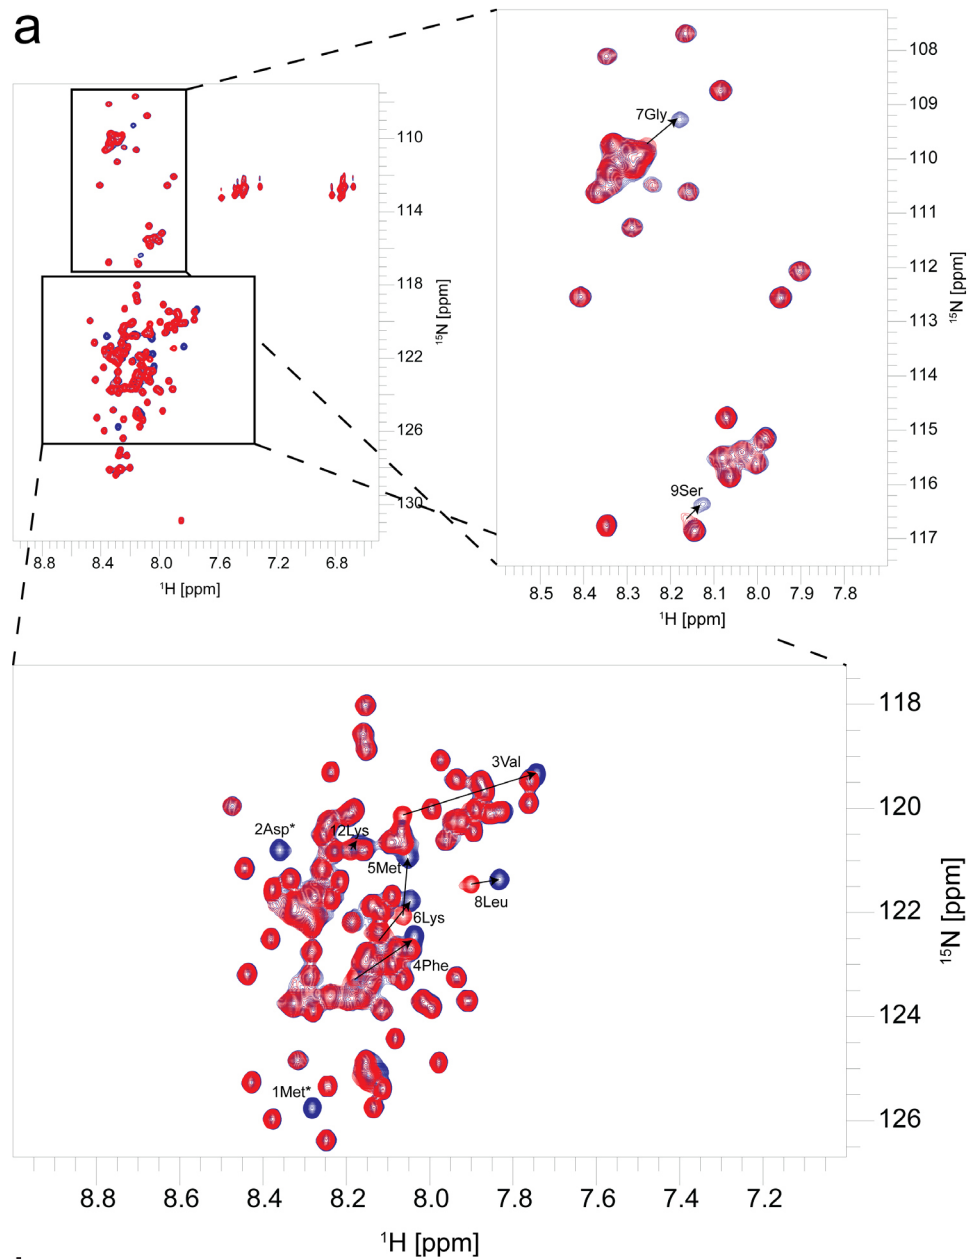 a
110
114
118
122
126
130
¹⁵N [ppm]
8.8 8.4 8.0 7.6 7.2 6.8
¹H [ppm]
7Gly
9Ser
108
109
110
111
112
113
114
115
116
117
¹⁵N [ppm]
8.5 8.4 8.3 8.2 8.1 8.0 7.9 7.8
¹H [ppm]
3Val
2Asp*
12Lys
5Met
8Leu
6Lys
4Phe
1Met*
118
120
122
124
126
¹⁵N [ppm]
8.8 8.6 8.4 8.2 8.0 7.8 7.6 7.4 7.2
¹H [ppm]